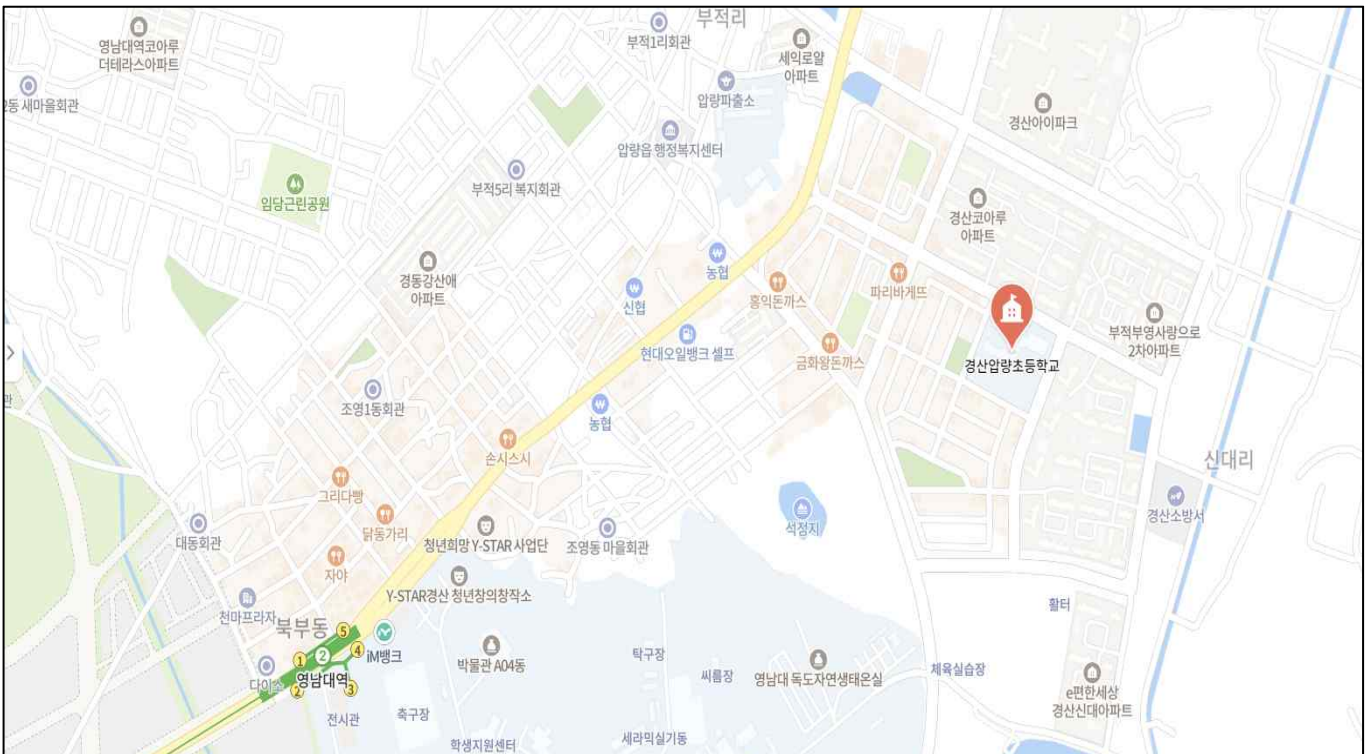 부적리
영남대역코아루
더테라스아파트
부적1리회관
세익로얄
아파트
동 새마을회관
압량파출소
경산아이파크
압량읍 행정복지센터
부적5리 복지회관
임당근린공원
경산코아루
아파트
경동강산애
아파트
농협
신협
홍익돈까스
파리바게뜨
부적부영사랑으로
2차아파트
현대오일뱅크 셀프
금화왕돈까스
경산압량초등학교
관
조영1동회관
농협
손시스시
신대리
그리다빵
경산소방서
닭동가리
석정지
대동회관
청년희망 Y-STAR 사업단
조영동 마을회관
자야
Y-STAR경산 청년창의창작소
천마프라자
활터
북부동
5
4
iM뱅크
1
2
박물관 A04동
탁구장
씨름장
영남대 독도자연생태온실
체육실습장
다이소
영남대역
2
3
e편한세상
경산신대아파트
전시관
축구장
학생지원센터
세라믹실기동